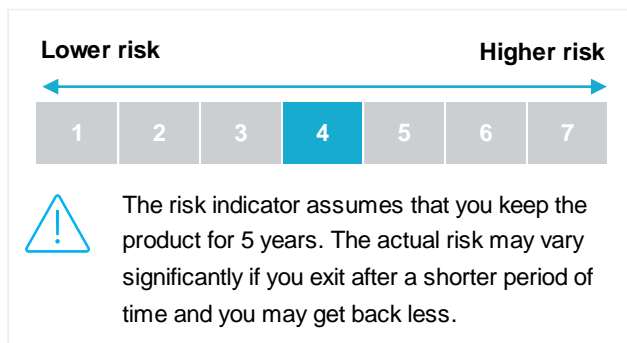 Lower risk Higher risk
1 2 3 4 5 6 7
The risk indicator assumes that you keep the
product for 5 years. The actual risk may vary
significantly if you exit after a shorter period of
time and you may get back less.